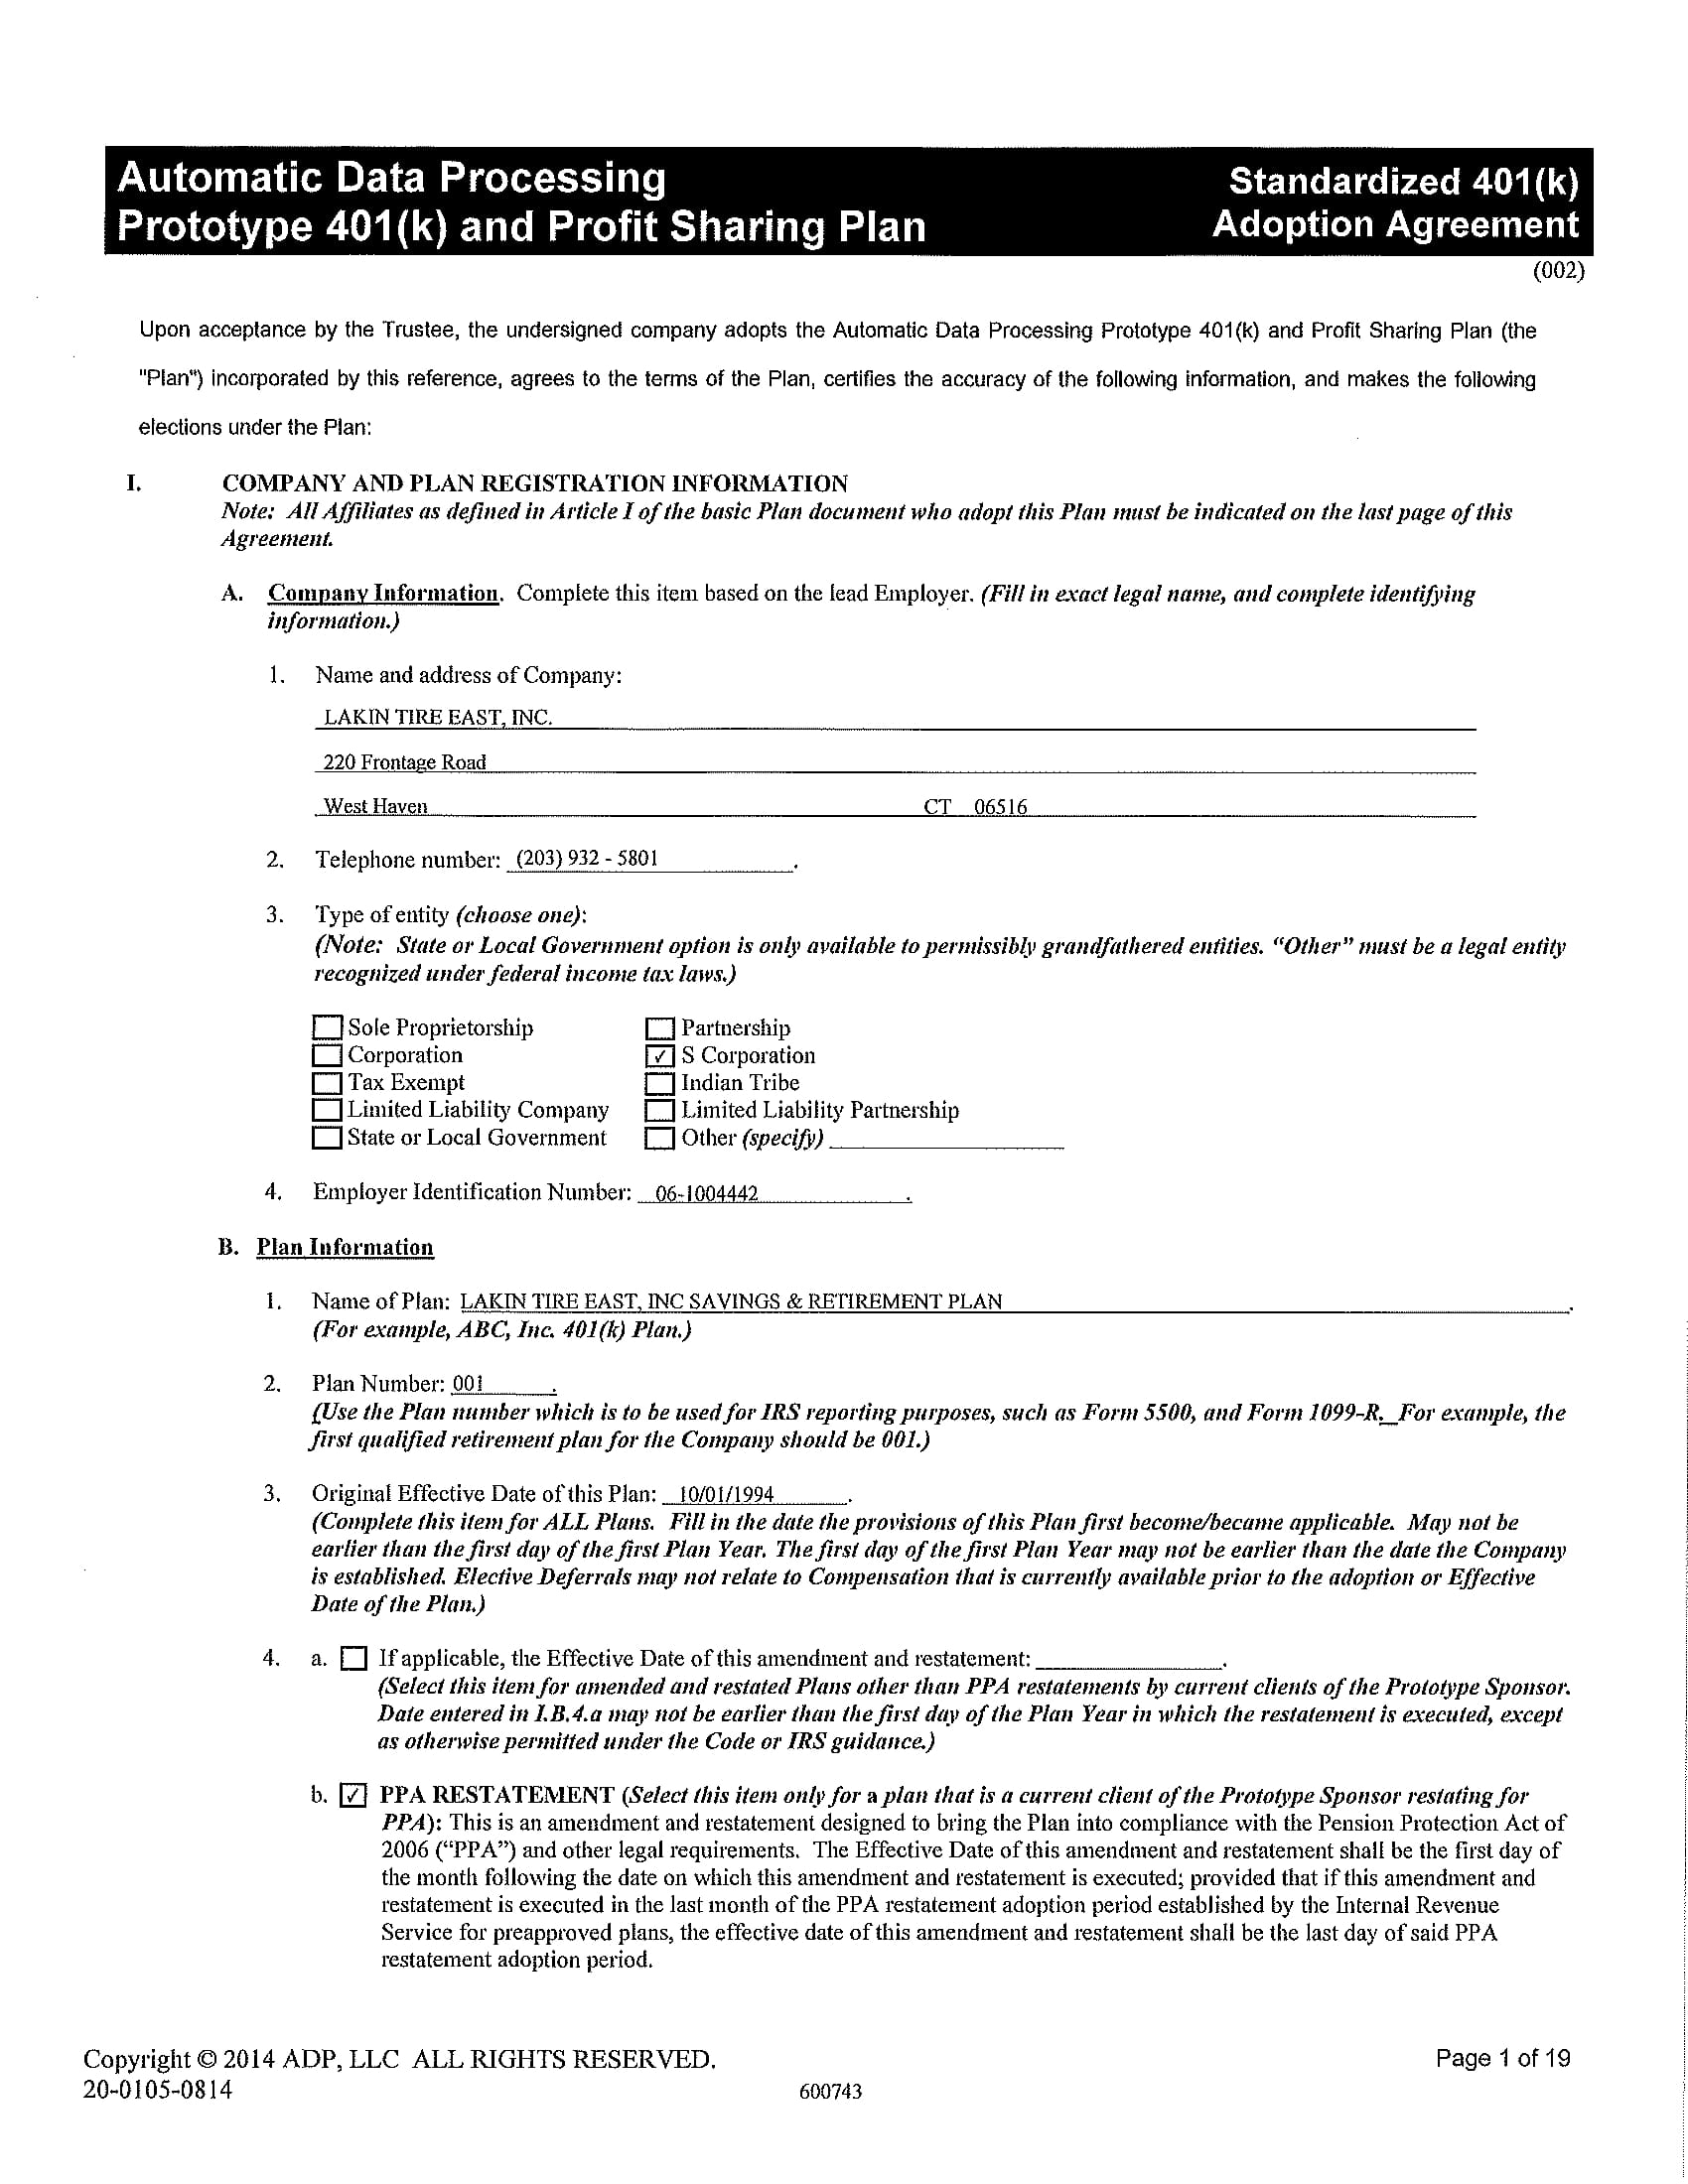 Automatic Data Processing
Prototype 401(k) and Profit Sharing Plan
Standardized 401(k)
Adoption Agreement
(002)
Upon acceptance by the Trustee, the undersigned company adopts the Automatic Data Processing Prototype 401(k) and Profit Sharing Plan (the
"Plan") incorporated by this reference, agrees to the terms of the Plan, certifies the accuracy of the following information, and makes the following
elections under the Plan:
I. COMPANY AND PLAN REGISTRATION INFORMATION
Note: All Affiliates as defined in Article I of the basic Plan document who adopt this Plan must be indicated on the last page of this
Agreement.
A. Company Information. Complete this item based on the lead Employer. (Fill in exact legal name, and complete identifying
information.)
1. Name and address of Company:
LAKIN TIRE EAST, INC.
220 Frontage Road
West Haven CT 06516
2. Telephone number: (203) 932 - 5801 .
3. Type of entity (choose one):
(Note: State or Local Government option is only available to permissibly grandfathered entities. “Other” must be a legal entity
recognized under federal income tax laws.)
☐ Sole Proprietorship ☐ Partnership
☐ Corporation ☑ S Corporation
☐ Tax Exempt ☐ Indian Tribe
☐ Limited Liability Company ☐ Limited Liability Partnership
☐ State or Local Government ☐ Other (specify) ____
4. Employer Identification Number: 06-1004442 .
B. Plan Information
1. Name of Plan: LAKIN TIRE EAST, INC SAVINGS & RETIREMENT PLAN .
(For example, ABC, Inc. 401(k) Plan.)
2. Plan Number: 001 .
(Use the Plan number which is to be used for IRS reporting purposes, such as Form 5500, and Form 1099-R. For example, the
first qualified retirement plan for the Company should be 001.)
3. Original Effective Date of this Plan: 10/01/1994 .
(Complete this item for ALL Plans. Fill in the date the provisions of this Plan first become/became applicable. May not be
earlier than the first day of the first Plan Year. The first day of the first Plan Year may not be earlier than the date the Company
is established. Elective Deferrals may not relate to Compensation that is currently available prior to the adoption or Effective
Date of the Plan.)
4. a. ☐ If applicable, the Effective Date of this amendment and restatement: ____.
(Select this item for amended and restated Plans other than PPA restatements by current clients of the Prototype Sponsor.
Date entered in I.B.4.a may not be earlier than the first day of the Plan Year in which the restatement is executed, except
as otherwise permitted under the Code or IRS guidance.)
b. ☑ PPA RESTATEMENT (Select this item only for a plan that is a current client of the Prototype Sponsor restating for
PPA): This is an amendment and restatement designed to bring the Plan into compliance with the Pension Protection Act of
2006 (“PPA”) and other legal requirements. The Effective Date of this amendment and restatement shall be the first day of
the month following the date on which this amendment and restatement is executed; provided that if this amendment and
restatement is executed in the last month of the PPA restatement adoption period established by the Internal Revenue
Service for preapproved plans, the effective date of this amendment and restatement shall be the last day of said PPA
restatement adoption period.
Copyright © 2014 ADP, LLC ALL RIGHTS RESERVED. Page 1 of 19
20-0105-0814 600743